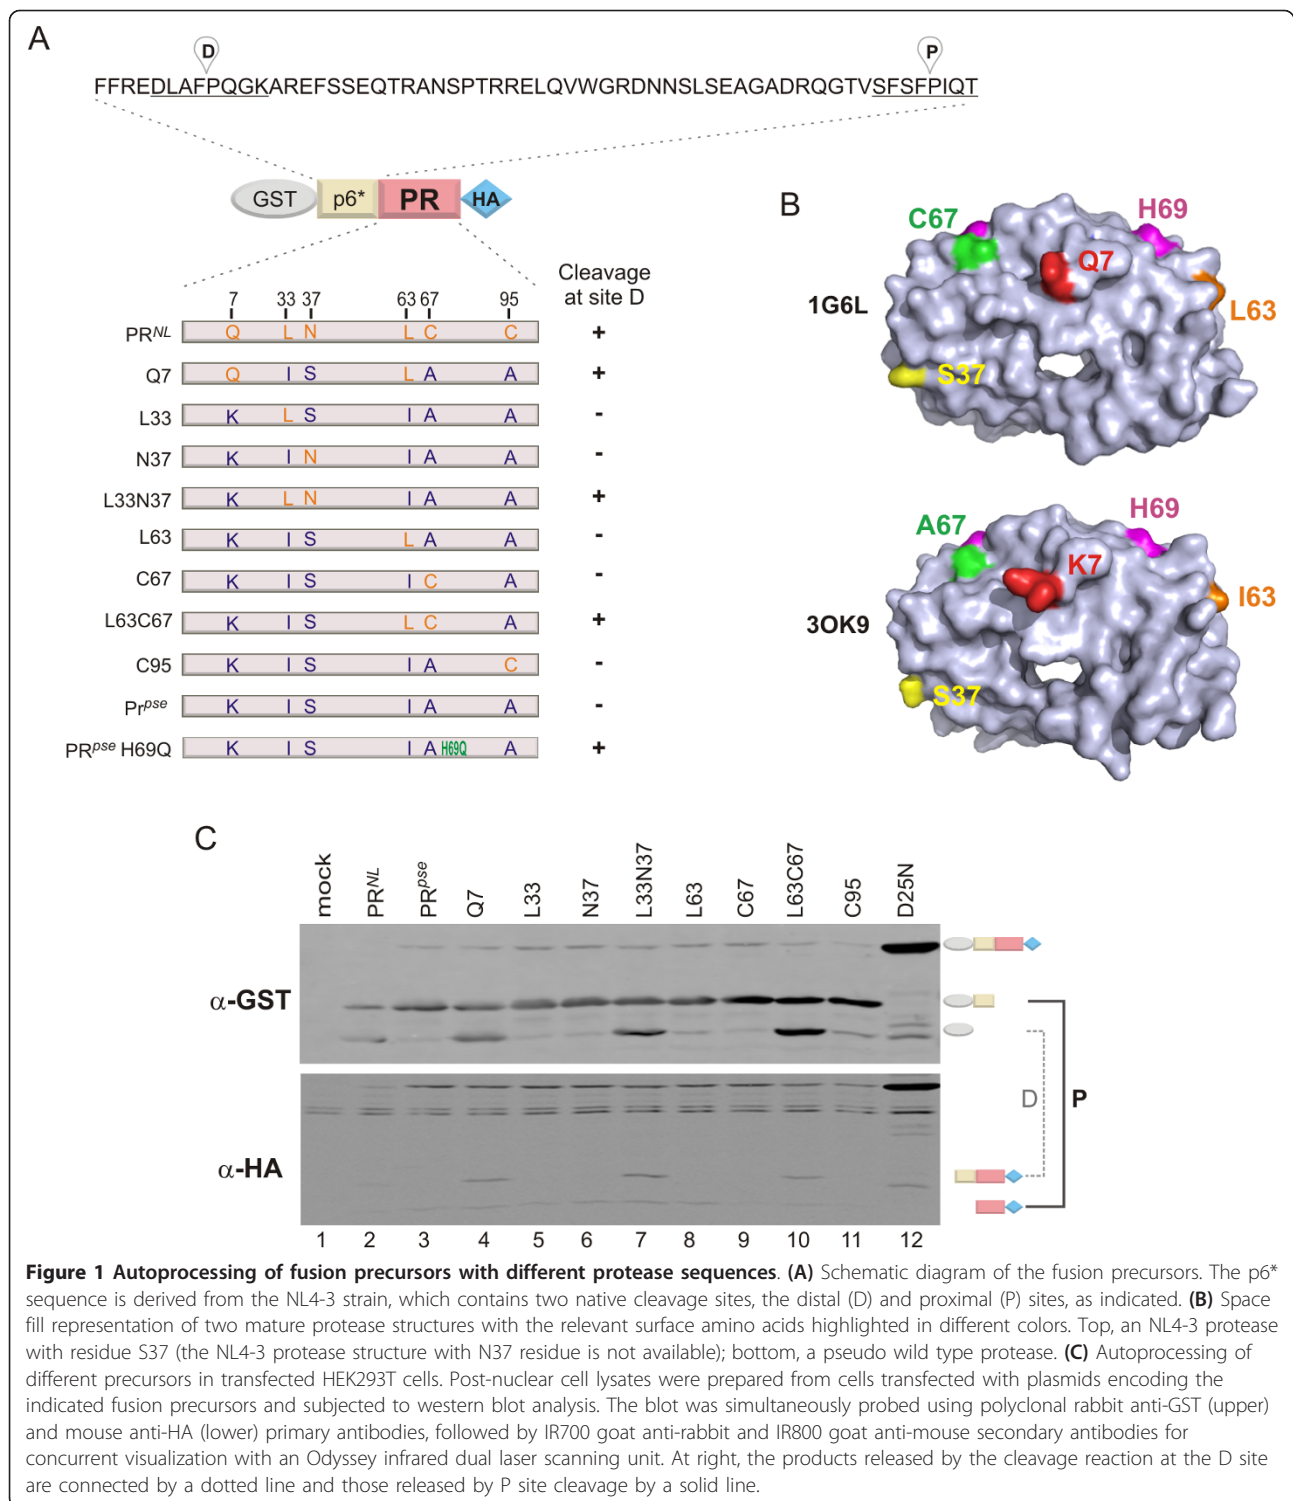 A
D
P
FFREDLAFPQGKAREFSSEQTRANSPTRRELQVWGRDNNSLSEAGADRQGTVSFSFPIQT
GST p6* PR HA
Cleavage
at site D
7 33 37 63 67 95
PRNL Q L N L C C +
Q7 Q I S L A A +
L33 K L S I A A -
N37 K I N I A A -
L33N37 K L N I A A +
L63 K I S L A A -
C67 K I S I C A -
L63C67 K I S L C A +
C95 K I S I A C -
Prpse K I S I A A -
PRpse H69Q K I S I A H69Q A +
B
C67
H69
Q7
1G6L
L63
S37
A67
H69
K7
I63
3OK9
S37
C
mock PRNL PRpse Q7 L33 N37 L33N37 L63 C67 L63C67 C95 D25N
α-GST
D P
α-HA
1 2 3 4 5 6 7 8 9 10 11 12
Figure 1 Autoprocessing of fusion precursors with different protease sequences. (A) Schematic diagram of the fusion precursors. The p6*
sequence is derived from the NL4-3 strain, which contains two native cleavage sites, the distal (D) and proximal (P) sites, as indicated. (B) Space
fill representation of two mature protease structures with the relevant surface amino acids highlighted in different colors. Top, an NL4-3 protease
with residue S37 (the NL4-3 protease structure with N37 residue is not available); bottom, a pseudo wild type protease. (C) Autoprocessing of
different precursors in transfected HEK293T cells. Post-nuclear cell lysates were prepared from cells transfected with plasmids encoding the
indicated fusion precursors and subjected to western blot analysis. The blot was simultaneously probed using polyclonal rabbit anti-GST (upper)
and mouse anti-HA (lower) primary antibodies, followed by IR700 goat anti-rabbit and IR800 goat anti-mouse secondary antibodies for
concurrent visualization with an Odyssey infrared dual laser scanning unit. At right, the products released by the cleavage reaction at the D site
are connected by a dotted line and those released by P site cleavage by a solid line.